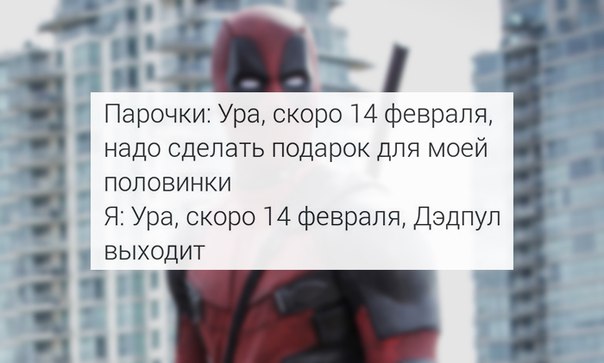 Парочки: Ура, скоро 14 февраля,
надо сделать подарок для моей
половинки
Я: Ура, скоро 14 февраля, Дэдпул
выходит